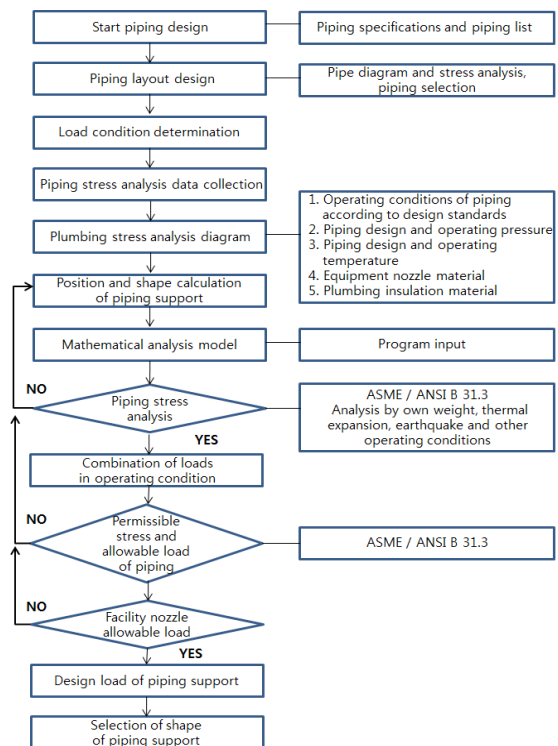 Start piping design
Piping specifications and piping list
Piping layout design
Pipe diagram and stress analysis,
piping selection
Load condition determination
Piping stress analysis data collection
Plumbing stress analysis diagram
1. Operating conditions of piping
according to design standards
2. Piping design and operating pressure
3. Piping design and operating
temperature
4. Equipment nozzle material
5. Plumbing insulation material
Position and shape calculation
of piping support
Mathematical analysis model
Program input
NO
Piping stress
analysis
ASME / ANSI B 31.3
Analysis by own weight, thermal
expansion, earthquake and other
operating conditions
YES
Combination of loads
in operating condition
NO
Permissible
stress and
allowable load
of piping
ASME / ANSI B 31.3
NO
Facility nozzle
allowable load
YES
Design load of piping support
Selection of shape
of piping support